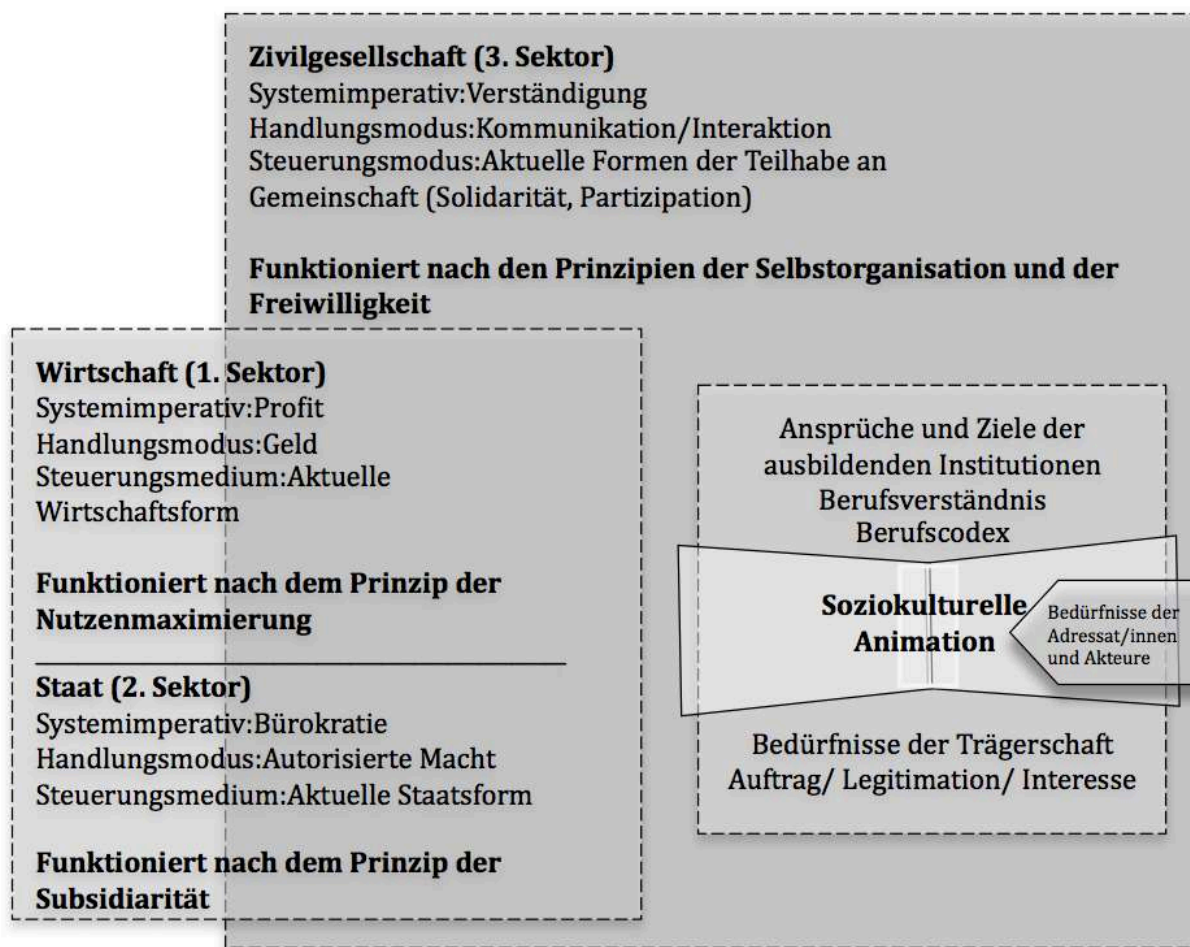 Zivilgesellschaft (3. Sektor)
Systemimperativ:Verständigung
Handlungsmodus:Kommunikation/Interaktion
Steuerungsmodus:Aktuelle Formen der Teilhabe an
Gemeinschaft (Solidarität, Partizipation)
Funktioniert nach den Prinzipien der Selbstorganisation und der
Freiwilligkeit
Wirtschaft (1. Sektor)
Systemimperativ:Profit
Handlungsmodus:Geld
Steuerungsmedium:Aktuelle
Wirtschaftsform
Funktioniert nach dem Prinzip der
Nutzenmaximierung
Staat (2. Sektor)
Systemimperativ:Bürokratie
Handlungsmodus:Autorisierte Macht
Steuerungsmedium:Aktuelle Staatsform
Funktioniert nach dem Prinzip der
Subsidiarität
Ansprüche und Ziele der
ausbildenden Institutionen
Berufsverständnis
Berufscodex
Soziokulturelle
Animation
Bedürfnisse der
Adressat/innen
und Akteure
Bedürfnisse der Trägerschaft
Auftrag/ Legitimation/ Interesse